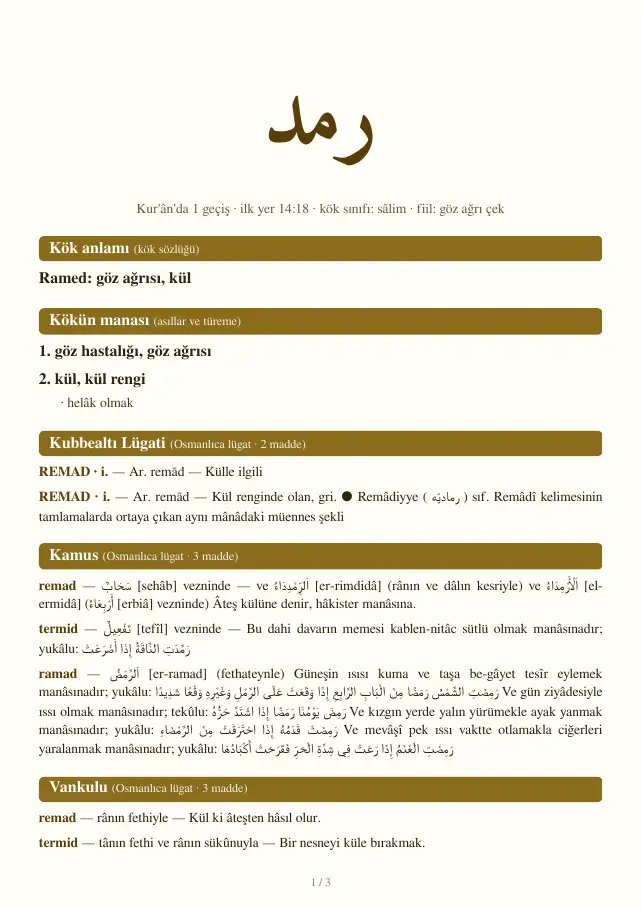 رمد
Kur'ân'da 1 geçiş · ilk yer 14:18 · kök sınıfı: sâlim · fiil: göz ağrı çek
Kök anlamı (kök sözlüğü)
Ramed: göz ağrısı, kül
Kökün manası (asıllar ve türeme)
1. göz hastalığı, göz ağrısı
2. kül, kül rengi
· helâk olmak
Kubbealtı Lügati (Osmanlıca lügat · 2 madde)
REMAD · i. — Ar. remād — Külle ilgili
REMAD · i. — Ar. remād — Kül renginde olan, gri. ● Remâdiyye ( رماديّه ) sıf. Remâdî kelimesinin
tamlamalarda ortaya çıkan aynı mânâdaki müennes şekli
Kamus (Osmanlıca lügat · 3 madde)
remad — سَحَابٌ [sehâb] vezninde — ve اَلرِّمْدِدَاءُ [er-rimdidâ] (rânın ve dâlın kesriyle) ve اَلْأَرْمِدَاءُ [el-
ermidâ] (أَرْبِعَاءُ [erbiâ] vezninde) Âteş külüne denir, hâkister manâsına.
termid — تَفْعِيلٌ [tefîl] vezninde — Bu dahi davarın memesi kablen-nitâc sütlü olmak manâsınadır;
yukâlu: رَمَّدَتِ النَّاقَةُ إِذَا أَضْرَعَتْ
ramad — اَلرَّمَضُ [er-ramad] (fethateynle) Güneşin ısısı kuma ve taşa be-gâyet tesîr eylemek
manâsınadır; yukâlu: رَمِضَتِ الشَّمْسُ رَمَضًا مِنَ الْبَابِ الرَّابِعِ إِذَا وَقَعَتْ عَلَى الرَّمْلِ وَغَيْرِهِ وَقْعًا شَدِيدًا Ve gün ziyâdesiyle
ıssı olmak manâsınadır; tekûlu: رَمِضَ يَوْمُنَا رَمَضًا إِذَا اشْتَدَّ حَرُّهُ Ve kızgın yerde yalın yürümekle ayak yanmak
manâsınadır; yukâlu: رَمِضَتْ قَدَمُهُ إِذَا احْتَرَقَتْ مِنَ الرَّمْضَاءِ Ve mevâşî pek ıssı vaktte otlamakla ciğerleri
yaralanmak manâsınadır; yukâlu: رَمِضَتِ الْغَنَمُ إِذَا رَعَتْ فِي شِدَّةِ الْحَرِّ فَقَرِحَتْ أَكْبَادُهَا
Vankulu (Osmanlıca lügat · 3 madde)
remad — rânın fethiyle — Kül ki âteşten hâsıl olur.
termid — tânın fethi ve rânın sükûnuyla — Bir nesneyi küle bırakmak.
1 / 3